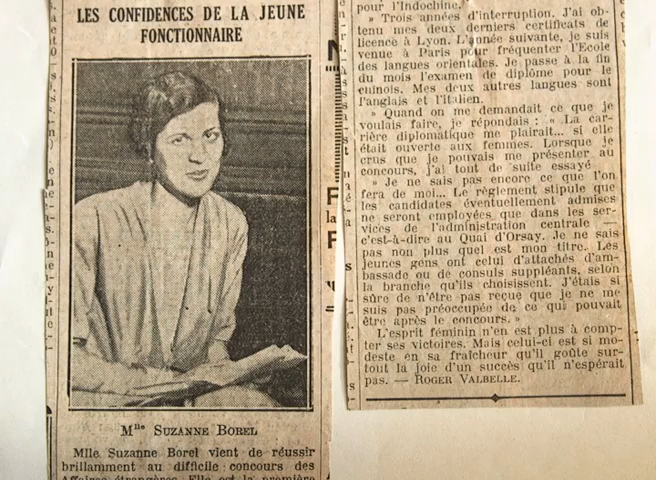 LES CONFIDENCES DE LA JEUNE
FONCTIONNAIRE
Mlle SUZANNE BOREL
Mlle Suzanne Borel vient de réussir
brillamment au difficile concours des
Affaires étrangères. Elle est la première
pour l'Indochine.
» Trois années d'interruption. J'ai ob-
tenu mes deux derniers certificats de
licence à Lyon. L'année suivante, je suis
venue à Paris pour fréquenter l'Ecole
des langues orientales. Je passe à la fin
du mois l'examen de diplôme pour le
chinois. Mes deux autres langues sont
l'anglais et l'italien.
» Quand on me demandait ce que je
voulais faire, je répondais : « La car-
rière diplomatique me plairait... si elle
était ouverte aux femmes. Lorsque je
crus que je pouvais me présenter au
concours, j'ai tout de suite essayé
» Je ne sais pas encore ce que l'on
fera de moi... Le règlement stipule que
les candidates éventuellement admises
ne seront employées que dans les ser-
vices de l'administration centrale —
c'est-à-dire au Quai d'Orsay. Je ne sais
pas non plus quel est mon titre. Les
jeunes gens ont celui d'attachés d'am-
bassade ou de consuls suppléants, selon
la branche qu'ils choisissent. J'étais si
sûre de n'être pas reçue que je ne me
suis pas préoccupée de ce qui pouvait
être après le concours. »
L'esprit féminin n'en est plus à comp-
ter ses victoires. Mais celui-ci est si mo-
deste en sa fraîcheur qu'il goûte sur-
tout la joie d'un succès qu'il n'espérait
pas. — ROGER VALBELLE.